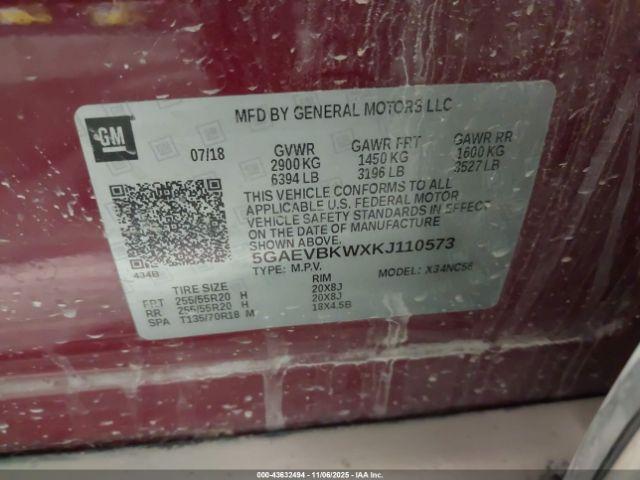 MFD BY GENERAL MOTORS LLC
GM
07/18 GVWR GAWR FRT GAWR RR
2900 KG 1450 KG 1600 KG
6394 LB 3196 LB 3527 LB
THIS VEHICLE CONFORMS TO ALL
APPLICABLE U.S. FEDERAL MOTOR
VEHICLE SAFETY STANDARDS IN EFFECT
ON THE DATE OF MANUFACTURE
SHOWN ABOVE.
434B
5GAEVBKWXKJ110573
TYPE: M.P.V. MODEL: X34NC56
TIRE SIZE RIM
FRT 255/55R20 H 20X8J
RR 255/55R20 H 20X8J
SPA T135/70R18 M 18X4.5B
000-43632494 - 11/06/2025 - IAAI.com